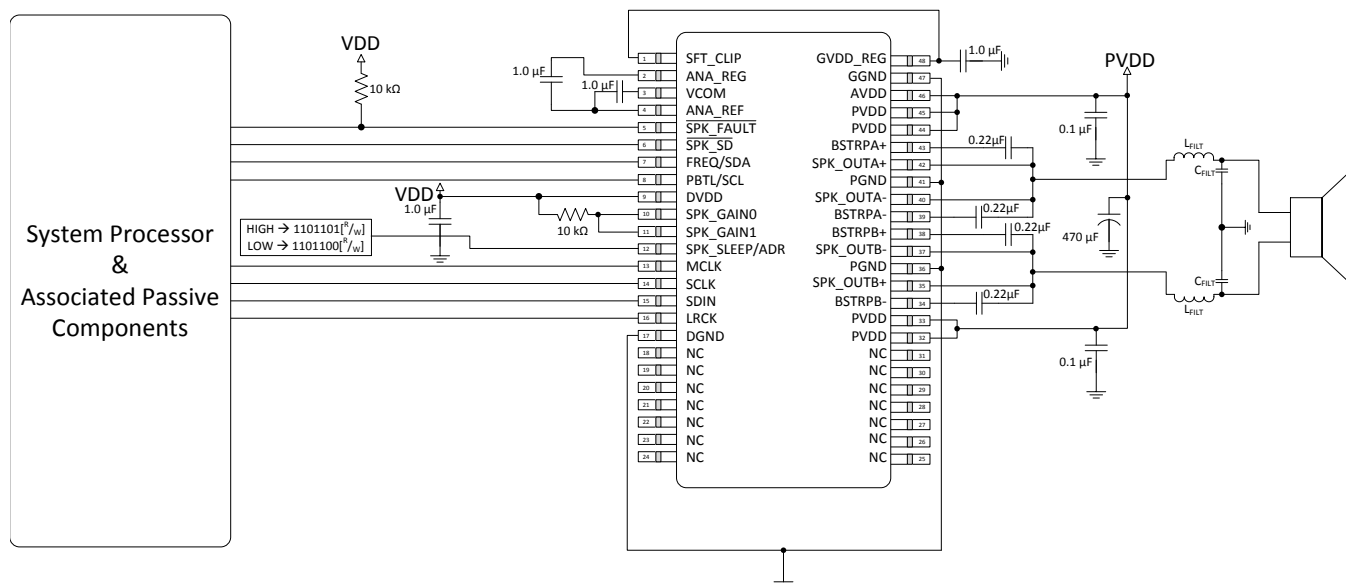 System Processor
&
Associated Passive
Components
VDD
10 kΩ
1.0 µF
1.0 µF
VDD
1.0 µF
10 kΩ
HIGH → 1101101[R/W]
LOW → 1101100[R/W]
1 SFT_CLIP
2 ANA_REG
3 VCOM
4 ANA_REF
5 SPK_FAULT
6 SPK_SD
7 FREQ/SDA
8 PBTL/SCL
9 DVDD
10 SPK_GAIN0
11 SPK_GAIN1
12 SPK_SLEEP/ADR
13 MCLK
14 SCLK
15 SDIN
16 LRCK
17 DGND
18 NC
19 NC
20 NC
21 NC
22 NC
23 NC
24 NC
GVDD_REG 48
GGND 47
AVDD 46
PVDD 45
PVDD 44
BSTRPA+ 43
SPK_OUTA+ 42
PGND 41
SPK_OUTA- 40
BSTRPA- 39
BSTRPB+ 38
SPK_OUTB- 37
PGND 36
SPK_OUTB+ 35
BSTRPB- 34
PVDD 33
PVDD 32
NC 31
NC 30
NC 29
NC 28
NC 27
NC 26
NC 25
1.0 µF
PVDD
0.1 µF
0.22µF
0.22µF
0.22µF
0.22µF
470 µF
0.1 µF
LFILT
CFILT
CFILT
LFILT